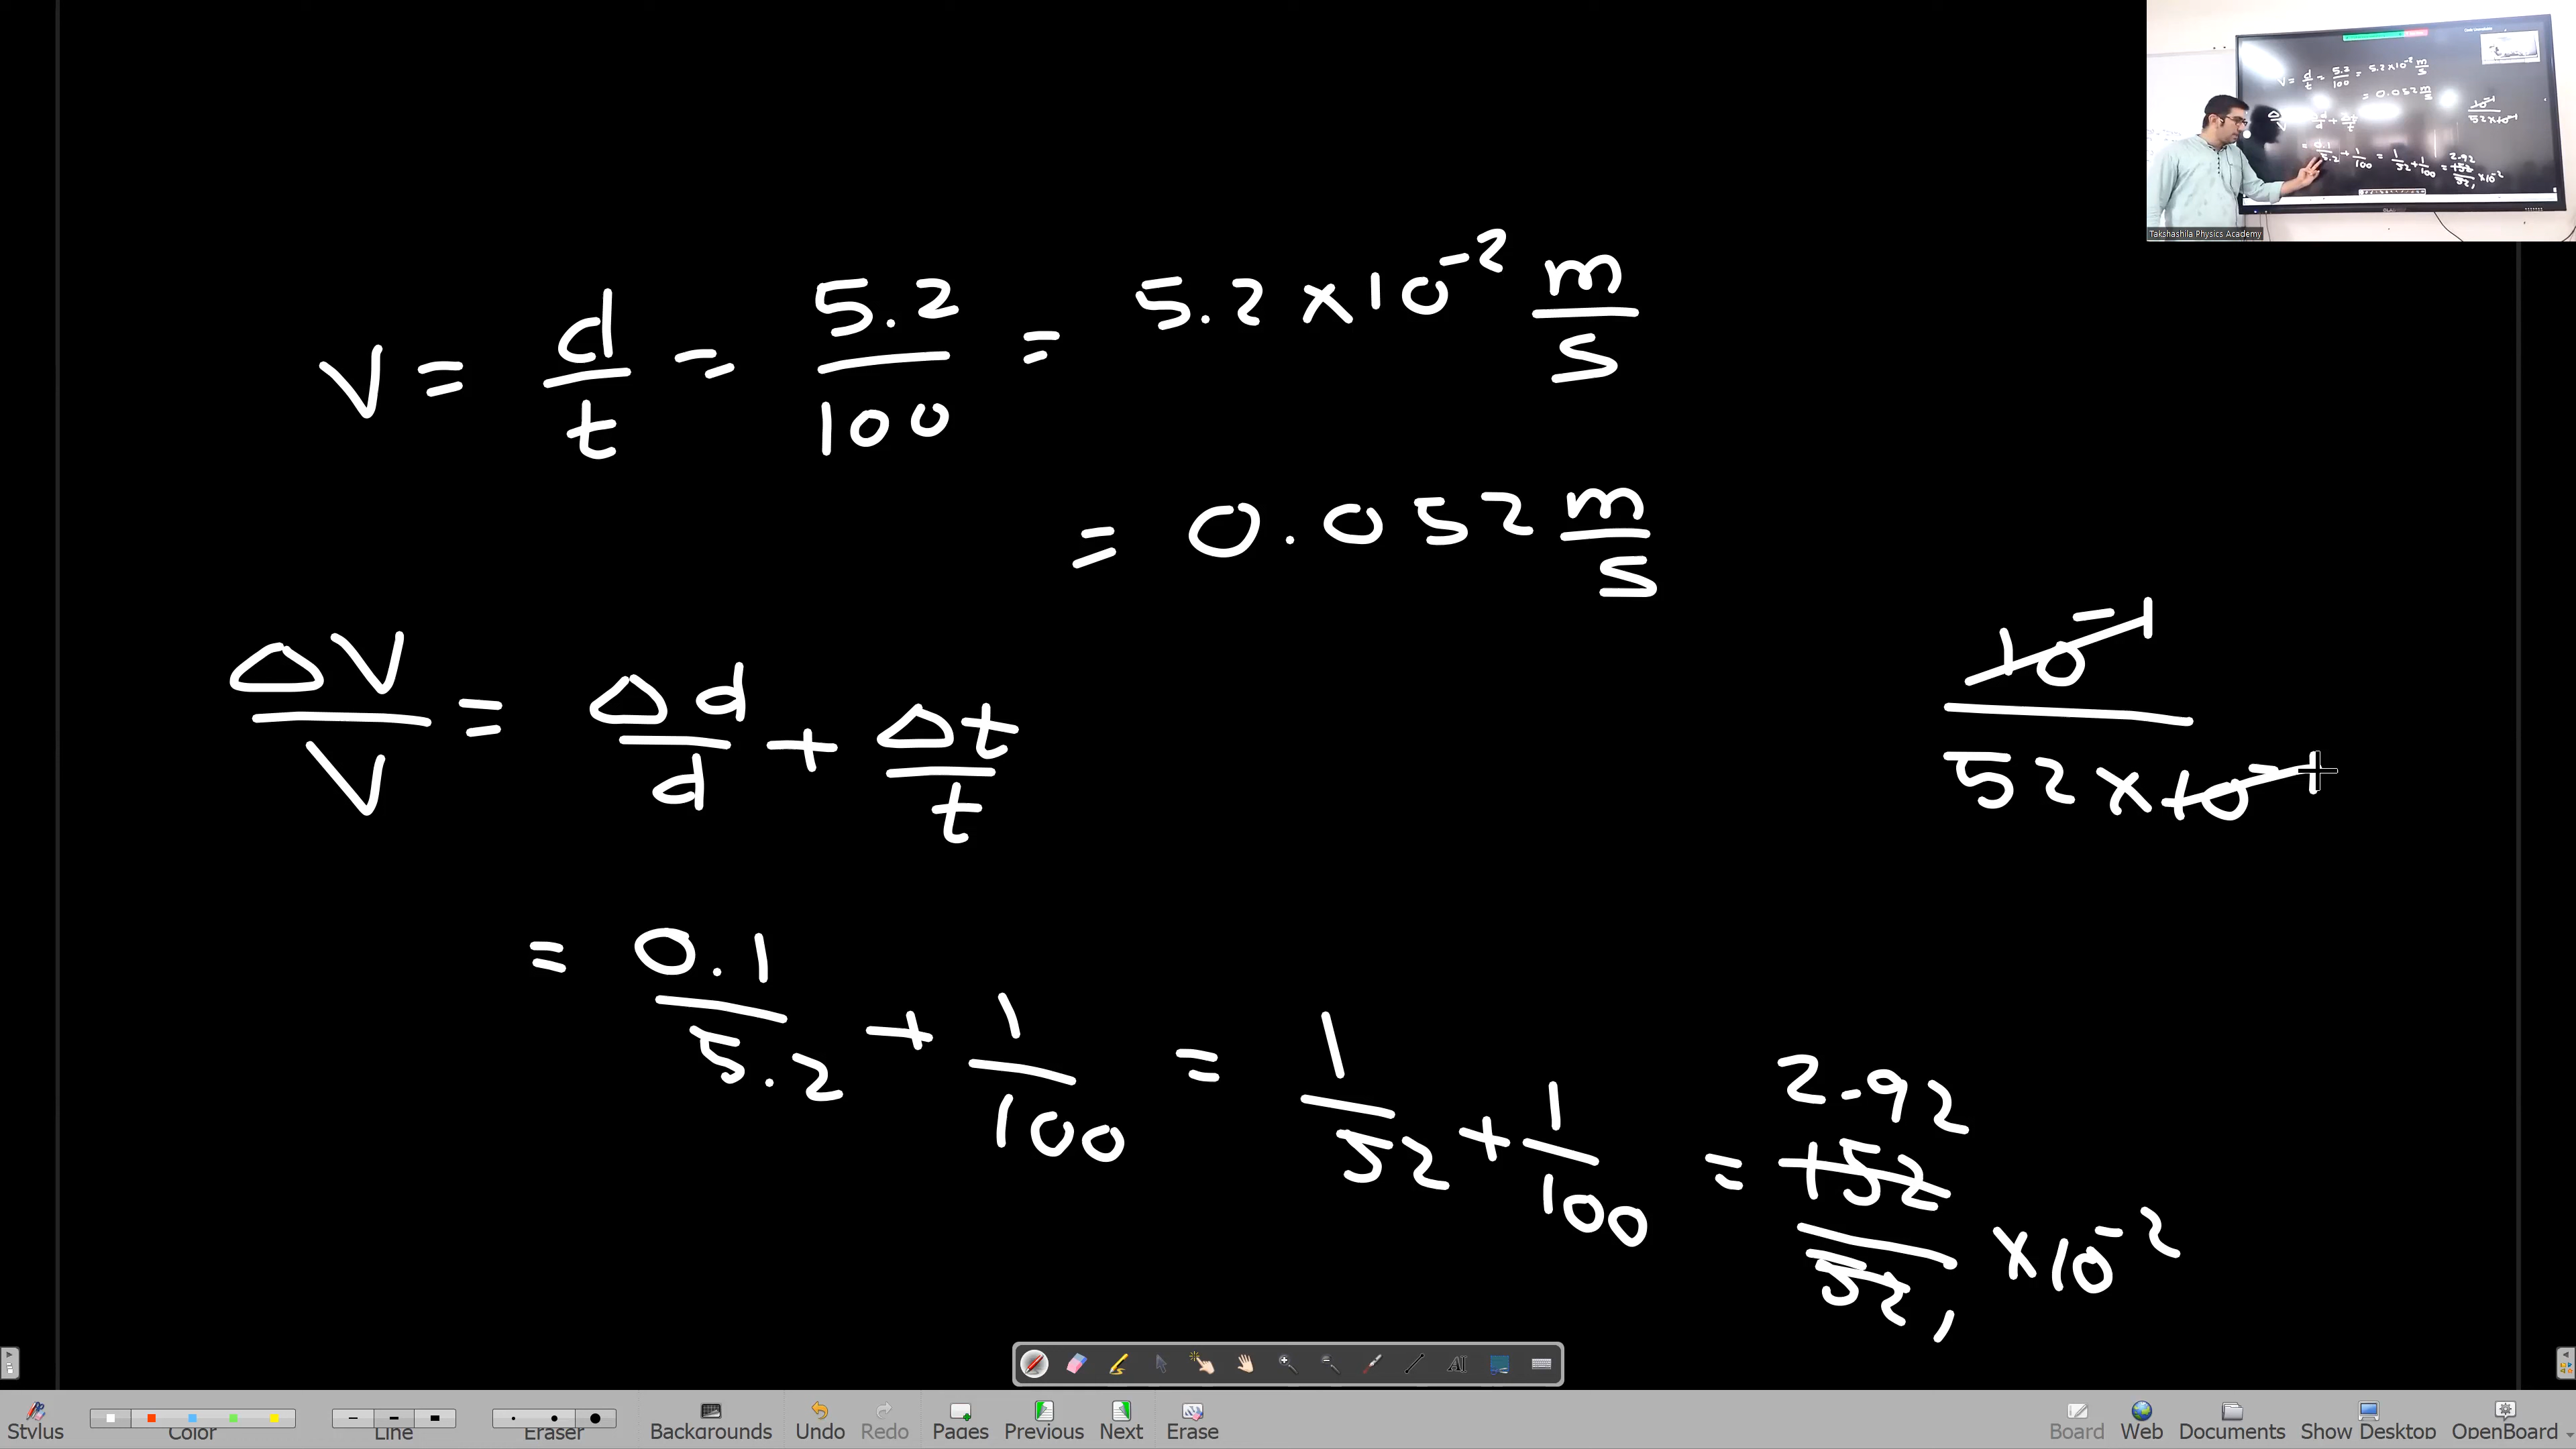 V = d/t = 5.2/100 = 5.2 × 10⁻² m/s
= 0.052 m/s
ΔV/V = Δd/d + Δt/t
10⁻¹/52 × 10⁻¹
= 0.1/5.2 + 1/100 = 1/52 + 1/100 = 2.92 152/52, × 10⁻²
Takshashila Physics Academy
Stylus Color Line Eraser Backgrounds Undo Redo Pages Previous Next Erase Board Web Documents Show Desktop OpenBoard